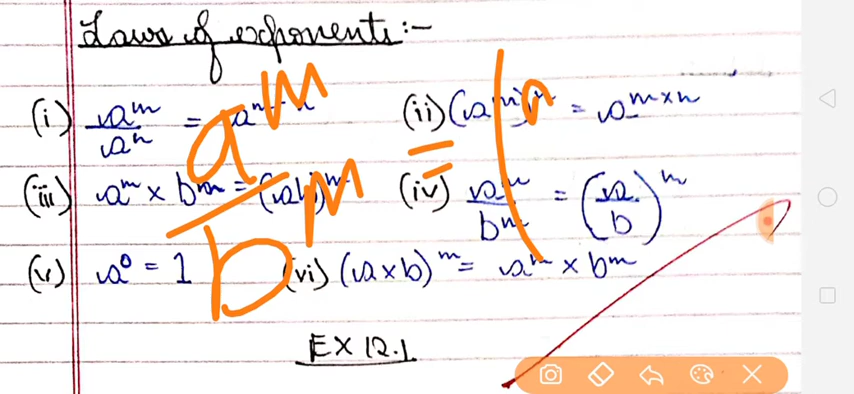 Laws of exponents:-
(i) a^m/a^n = (ii) (a^m)^n = a^m×n
(iii) a^m × b^m = (ab)^m (iv) a^m/b^m = (a/b)^m
(v) a^0 = 1 (vi) (a×b)^m = a^m × b^m
EX 12.1
a^m/b^m = (